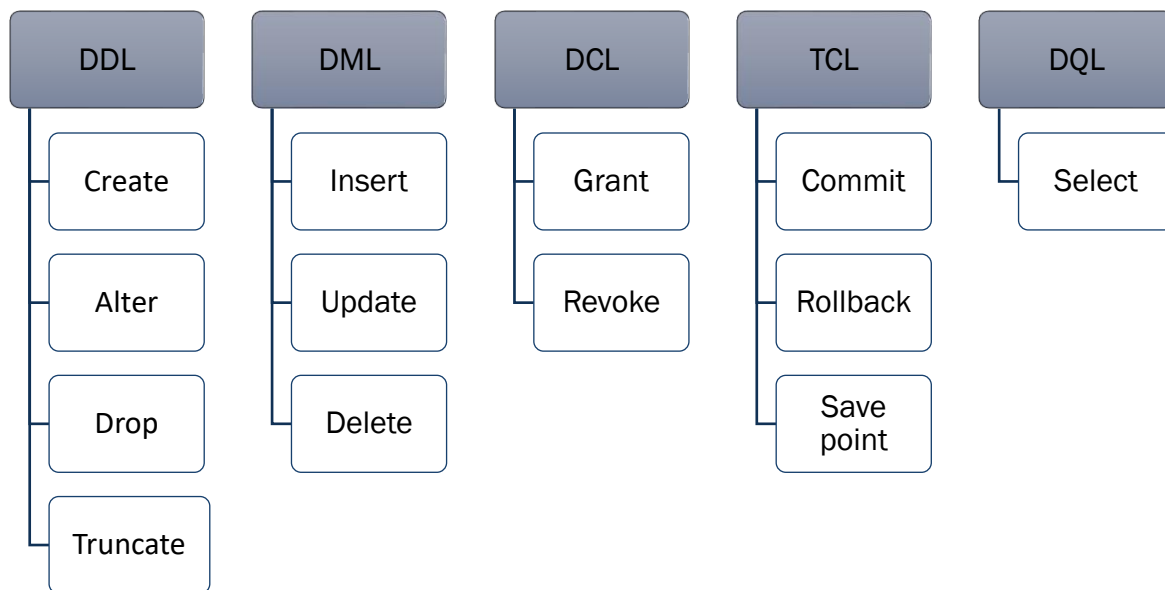 DDL
Create
Alter
Drop
Truncate
DML
Insert
Update
Delete
DCL
Grant
Revoke
TCL
Commit
Rollback
Save
point
DQL
Select